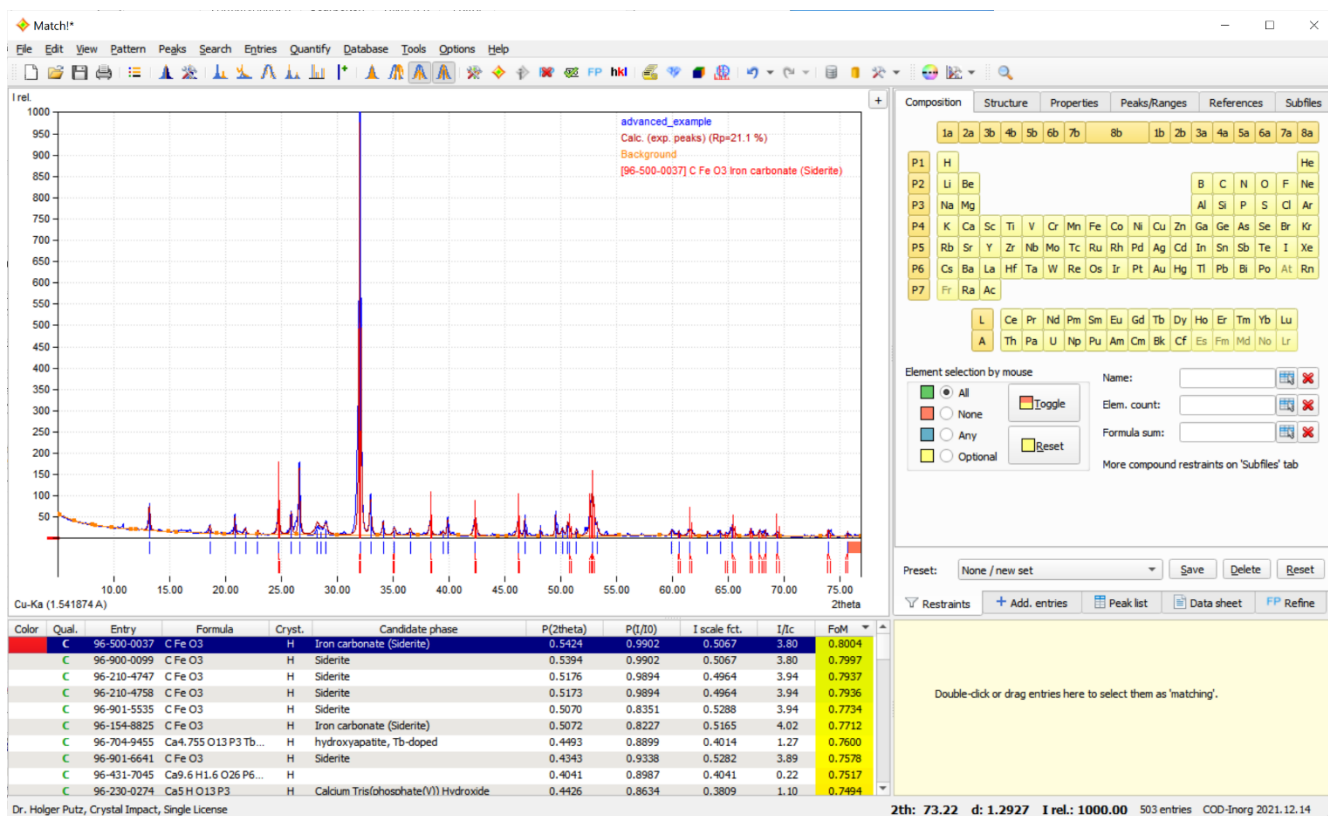 Match!*
File Edit View Pattern Peaks Search Entries Quantify Database Tools Options Help
FP hkl
I rel.
+
1000
950
900
850
800
750
700
650
600
550
500
450
400
350
300
250
200
150
100
50
advanced_example
Calc. (exp. peaks) (Rp=21.1 %)
Background
[96-500-0037] C Fe O3 Iron carbonate (Siderite)
10.00 15.00 20.00 25.00 30.00 35.00 40.00 45.00 50.00 55.00 60.00 65.00 70.00 75.00
Cu-Ka (1.541874 A) 2theta
Composition Structure Properties Peaks/Ranges References Subfiles
1a 2a 3b 4b 5b 6b 7b 8b 1b 2b 3a 4a 5a 6a 7a 8a
P1 H He
P2 Li Be B C N O F Ne
P3 Na Mg Al Si P S Cl Ar
P4 K Ca Sc Ti V Cr Mn Fe Co Ni Cu Zn Ga Ge As Se Br Kr
P5 Rb Sr Y Zr Nb Mo Tc Ru Rh Pd Ag Cd In Sn Sb Te I Xe
P6 Cs Ba La Hf Ta W Re Os Ir Pt Au Hg Tl Pb Bi Po At Rn
P7 Fr Ra Ac
L Ce Pr Nd Pm Sm Eu Gd Tb Dy Ho Er Tm Yb Lu
A Th Pa U Np Pu Am Cm Bk Cf Es Fm Md No Lr
Element selection by mouse
All
None
Any
Optional
Toggle
Reset
Name:
Elem. count:
Formula sum:
More compound restraints on 'Subfiles' tab
Preset: None / new set Save Delete Reset
Restraints Add. entries Peak list Data sheet FP Refine
Color Qual. Entry Formula Cryst. Candidate phase P(2theta) P(I/I0) I scale fct. I/Ic FoM
C 96-500-0037 C Fe O3 H Iron carbonate (Siderite) 0.5424 0.9902 0.5067 3.80 0.8004
C 96-900-0099 C Fe O3 H Siderite 0.5394 0.9902 0.5067 3.80 0.7997
C 96-210-4747 C Fe O3 H Siderite 0.5176 0.9894 0.4964 3.94 0.7937
C 96-210-4758 C Fe O3 H Siderite 0.5173 0.9894 0.4964 3.94 0.7936
C 96-901-5535 C Fe O3 H Siderite 0.5070 0.8351 0.5288 3.94 0.7734
C 96-154-8825 C Fe O3 H Iron carbonate (Siderite) 0.5072 0.8227 0.5165 4.02 0.7712
C 96-704-9455 Ca4.755 O13 P3 Tb... H hydroxyapatite, Tb-doped 0.4493 0.8899 0.4014 1.27 0.7600
C 96-901-6641 C Fe O3 H Siderite 0.4343 0.9338 0.5282 3.89 0.7578
C 96-431-7045 Ca9.6 H1.6 O26 P6... H 0.4041 0.8987 0.4041 0.22 0.7517
C 96-230-0274 Ca5 H O13 P3 H Calcium Tris(phosphate(V)) Hydroxide 0.4426 0.8634 0.3809 1.10 0.7494
Double-click or drag entries here to select them as 'matching'.
Dr. Holger Putz, Crystal Impact, Single License 2th: 73.22 d: 1.2927 I rel.: 1000.00 503 entries COD-Inorg 2021.12.14